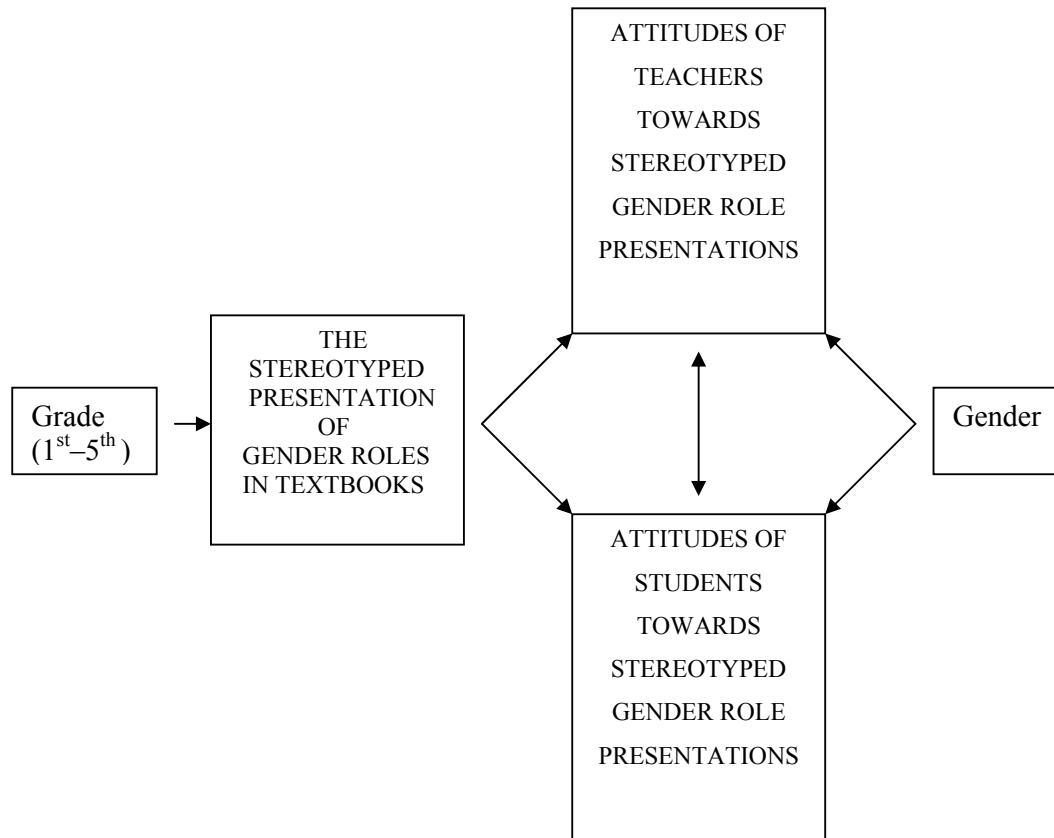 ATTITUDES OF
TEACHERS
TOWARDS
STEREOTYPED
GENDER ROLE
PRESENTATIONS
THE
STEREOTYPED
PRESENTATION
OF
GENDER ROLES
IN TEXTBOOKS
Grade
(1st–5th )
Gender
ATTITUDES OF
STUDENTS
TOWARDS
STEREOTYPED
GENDER ROLE
PRESENTATIONS